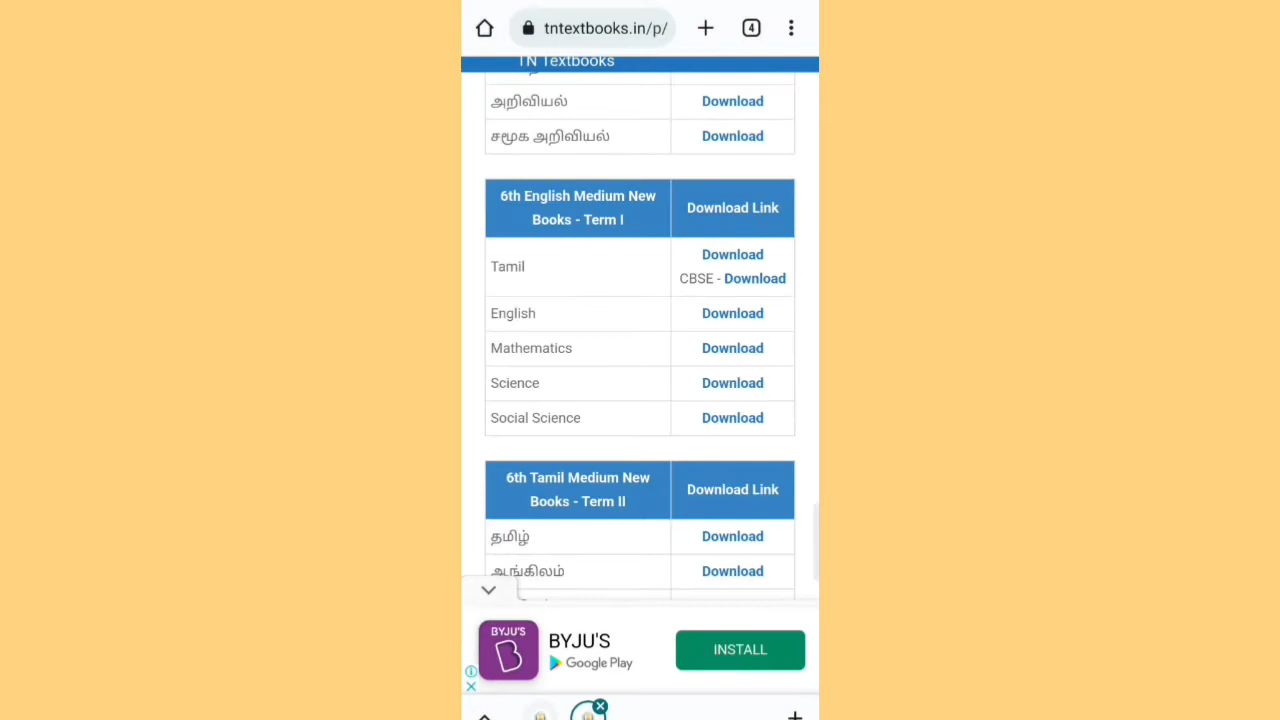 tntextbooks.in/p/
4
TN Textbooks
அறிவியல் Download
சமூக அறிவியல் Download
6th English Medium New Books - Term I Download Link
Tamil Download
CBSE - Download
English Download
Mathematics Download
Science Download
Social Science Download
6th Tamil Medium New Books - Term II Download Link
தமிழ் Download
ஆங்கிலம் Download
BYJU'S
BYJU'S
Google Play
INSTALL